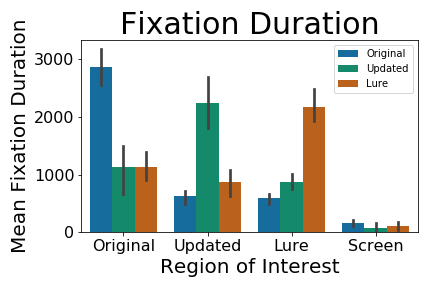 Fixation Duration
Mean Fixation Duration
3000
2000
1000
0
Original
Updated
Lure
Original
Updated
Lure
Screen
Region of Interest